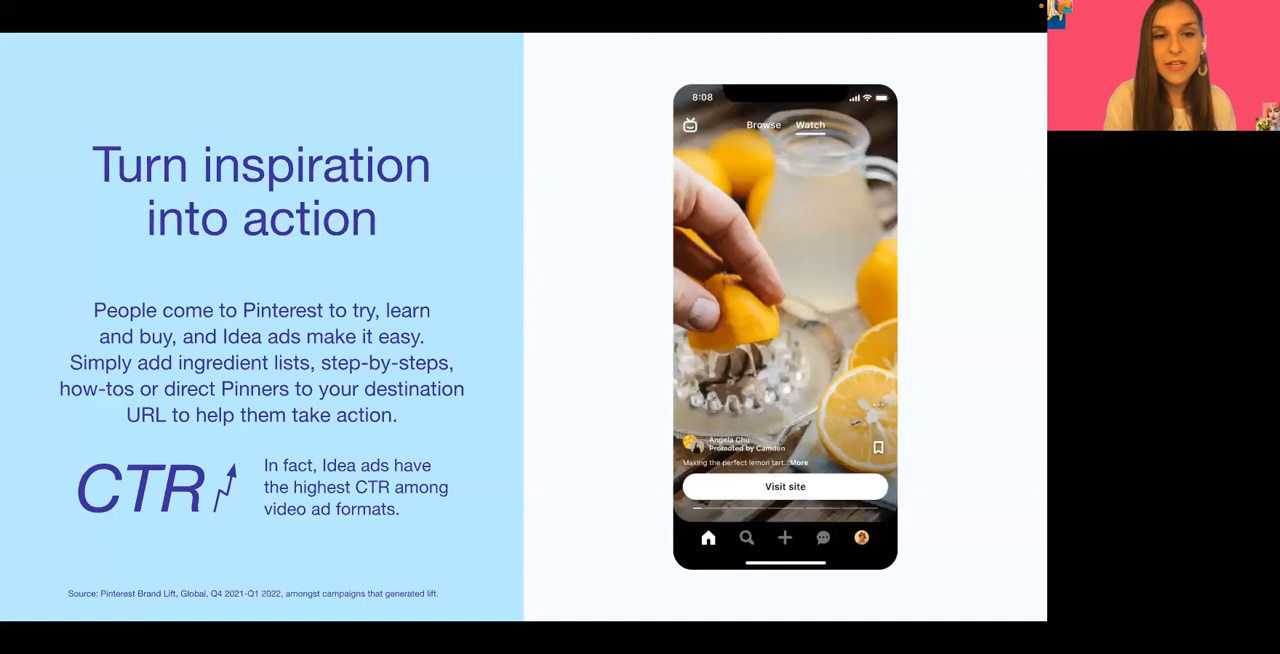 Turn inspiration
into action
People come to Pinterest to try, learn
and buy, and Idea ads make it easy.
Simply add ingredient lists, step-by-steps,
how-tos or direct Pinners to your destination
URL to help them take action.
CTR
In fact, Idea ads have
the highest CTR among
video ad formats.
Source: Pinterest Brand Lift, Global, Q4 2021-Q1 2022, amongst campaigns that generated lift.
8:08
Browse Watch
Angela Chu
Promoted by Camden
Making the perfect lemon tart... More
Visit site